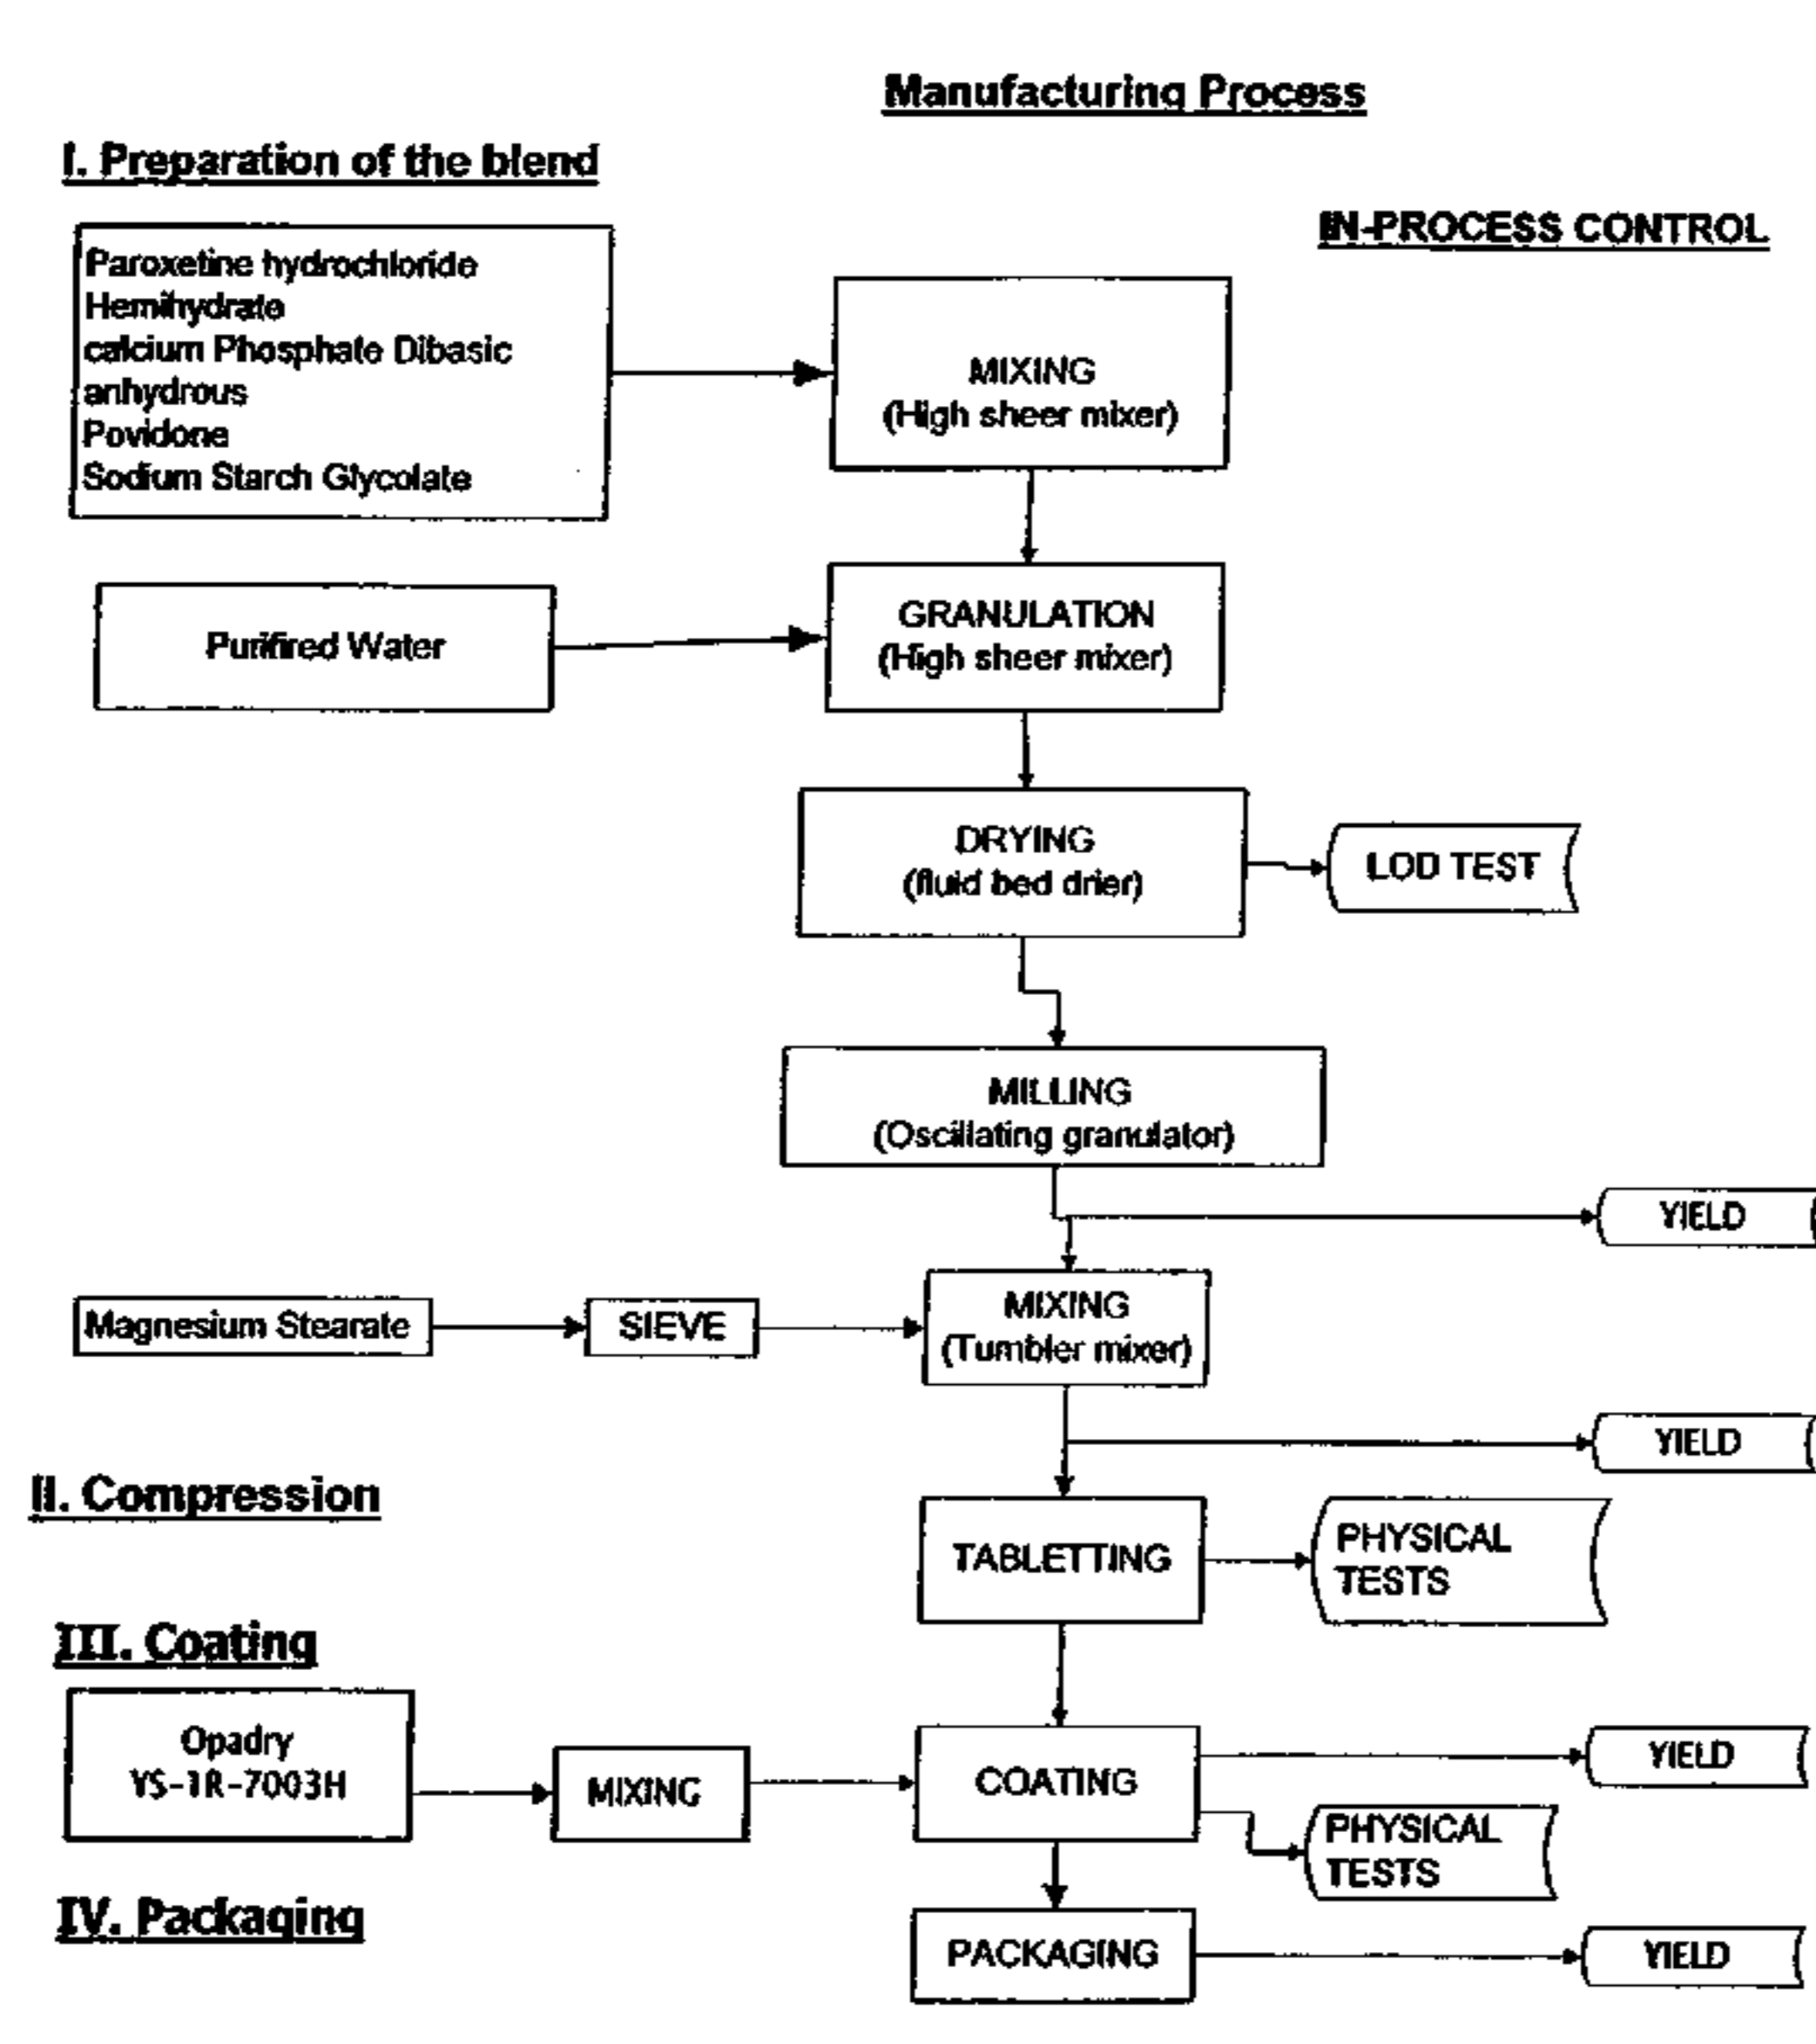 Manufacturing Process
I. Preparation of the blend
IN-PROCESS CONTROL
Paroxetine hydrochloride
Hemihydrate
calcium Phosphate Dibasic
anhydrous
Povidone
Sodium Starch Glycolate
MIXING
(High sheer mixer)
Purifired Water
GRANULATION
(High sheer mixer)
DRYING
(fluid bed drier)
LOD TEST
MILLING
(Oscillating granulator)
YIELD
Magnesium Stearate
SIEVE
MIXING
(Tumbler mixer)
YIELD
II. Compression
TABLETTING
PHYSICAL
TESTS
III. Coating
Opadry
YS-1R-7003H
MIXING
COATING
YIELD
PHYSICAL
TESTS
IV. Packaging
PACKAGING
YIELD